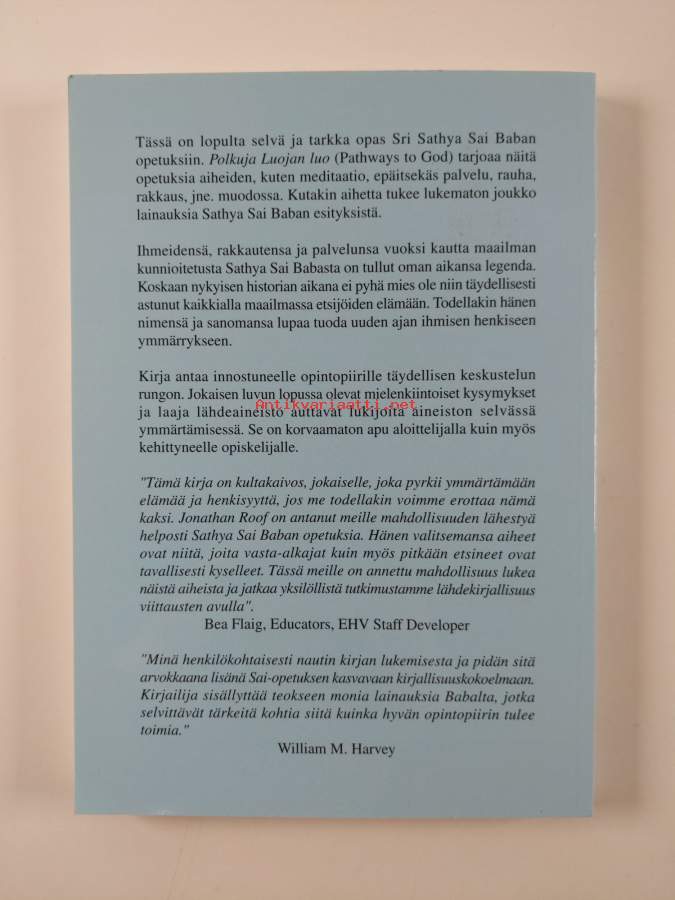 Tässä on lopulta selvä ja tarkka opas Sri Sathya Sai Baban
opetuksiin. Polkuja Luojan luo (Pathways to God) tarjoaa näitä
opetuksia aiheiden, kuten meditaatio, epäitsekäs palvelu, rauha,
rakkaus, jne. muodossa. Kutakin aihetta tukee lukematon joukko
lainauksia Sathya Sai Baban esityksistä.
Ihmeidensä, rakkautensa ja palvelunsa vuoksi kautta maailman
kunnioitetusta Sathya Sai Babasta on tullut oman aikansa legenda.
Koskaan nykyisen historian aikana ei pyhä mies ole niin täydellisesti
astunut kaikkialla maailmassa etsijöiden elämään. Todellakin hänen
nimensä ja sanomansa lupaa tuoda uuden ajan ihmisen henkiseen
ymmärrykseen.
Kirja antaa innostuneelle opintopiirille täydellisen keskustelun
rungon. Jokaisen luvun lopussa olevat mielenkiintoiset kysymykset
Antikvariaatti.net
ja laaja lähdeaineisto auttavat lukijoita aineiston selvässä
ymmärtämisessä. Se on korvaamaton apu aloittelijalla kuin myös
kehittyneelle opiskelijalle.
"Tämä kirja on kultakaivos, jokaiselle, joka pyrkii ymmärtämään
elämää ja henkisyyttä, jos me todellakin voimme erottaa nämä
kaksi. Jonathan Roof on antanut meille mahdollisuuden lähestyä
helposti Sathya Sai Baban opetuksia. Hänen valitsemansa aiheet
ovat niitä, joita vasta-alkajat kuin myös pitkään etsineet ovat
tavallisesti kyselleet. Tässä meille on annettu mahdollisuus lukea
näistä aiheista ja jatkaa yksilöllistä tutkimustamme lähdekirjallisuus
viittausten avulla".
Bea Flaig, Educators, EHV Staff Developer
"Minä henkilökohtaisesti nautin kirjan lukemisesta ja pidän sitä
arvokkaana lisänä Sai-opetuksen kasvavaan kirjallisuuskokoelmaan.
Kirjailija sisällyttää teokseen monia lainauksia Babalta, jotka
selvittävät tärkeitä kohtia siitä kuinka hyvän opintopiirin tulee
toimia."
William M. Harvey